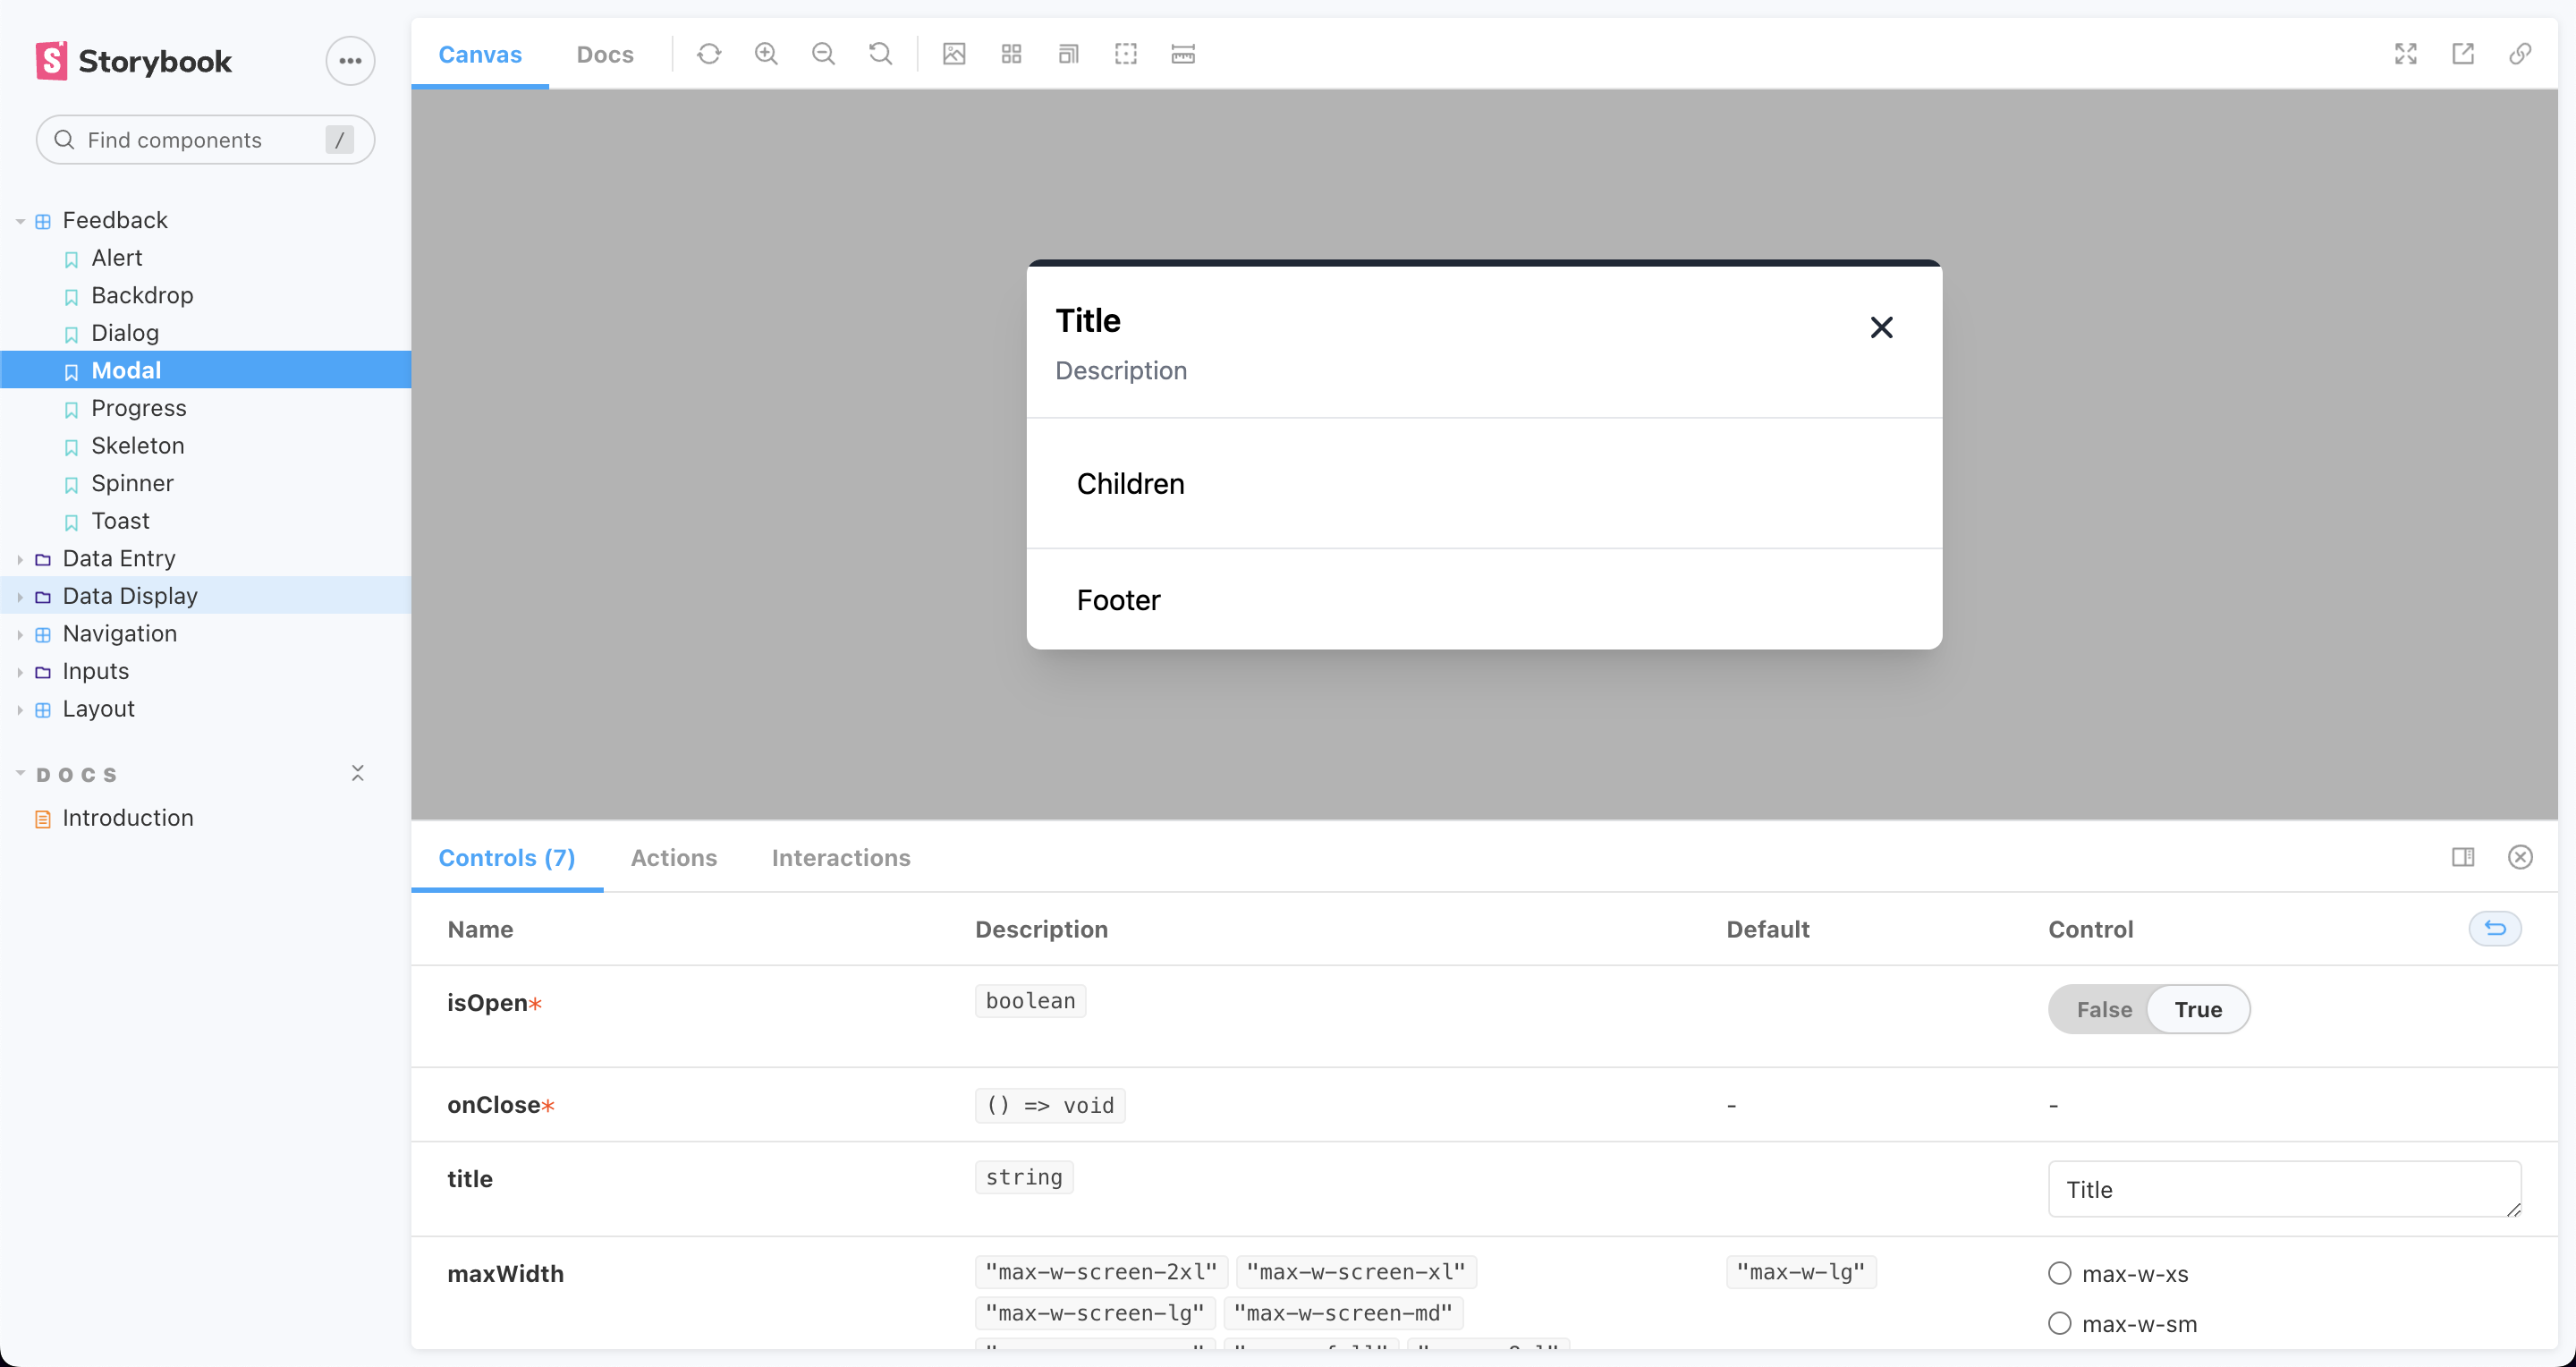 Storybook
Find components /
Feedback
Alert
Backdrop
Dialog
Modal
Progress
Skeleton
Spinner
Toast
Data Entry
Data Display
Navigation
Inputs
Layout
DOCS
Introduction
Canvas Docs
Title
Description
Children
Footer
Controls (7) Actions Interactions
Name Description Default Control
isOpen* boolean False True
onClose* () => void - -
title string Title
maxWidth "max-w-screen-2xl" "max-w-screen-xl" "max-w-lg" max-w-xs
"max-w-screen-lg" "max-w-screen-md" max-w-sm